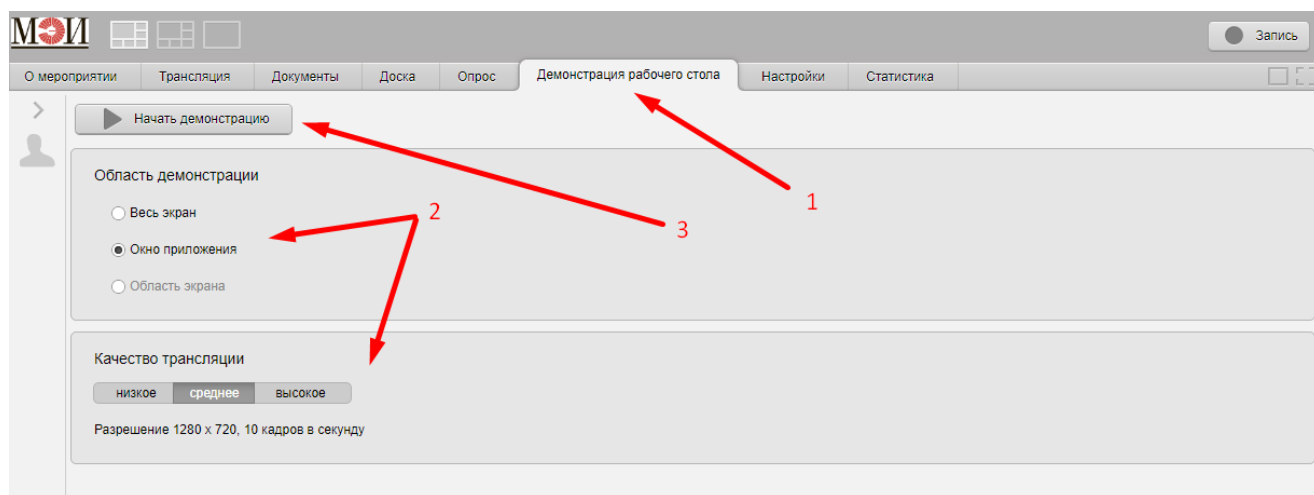 МЭИ
Запись
О мероприятии Трансляция Документы Доска Опрос Демонстрация рабочего стола Настройки Статистика
Начать демонстрацию
Область демонстрации
Весь экран
1
2
3
Окно приложения
Область экрана
Качество трансляции
низкое среднее высокое
Разрешение 1280 x 720, 10 кадров в секунду